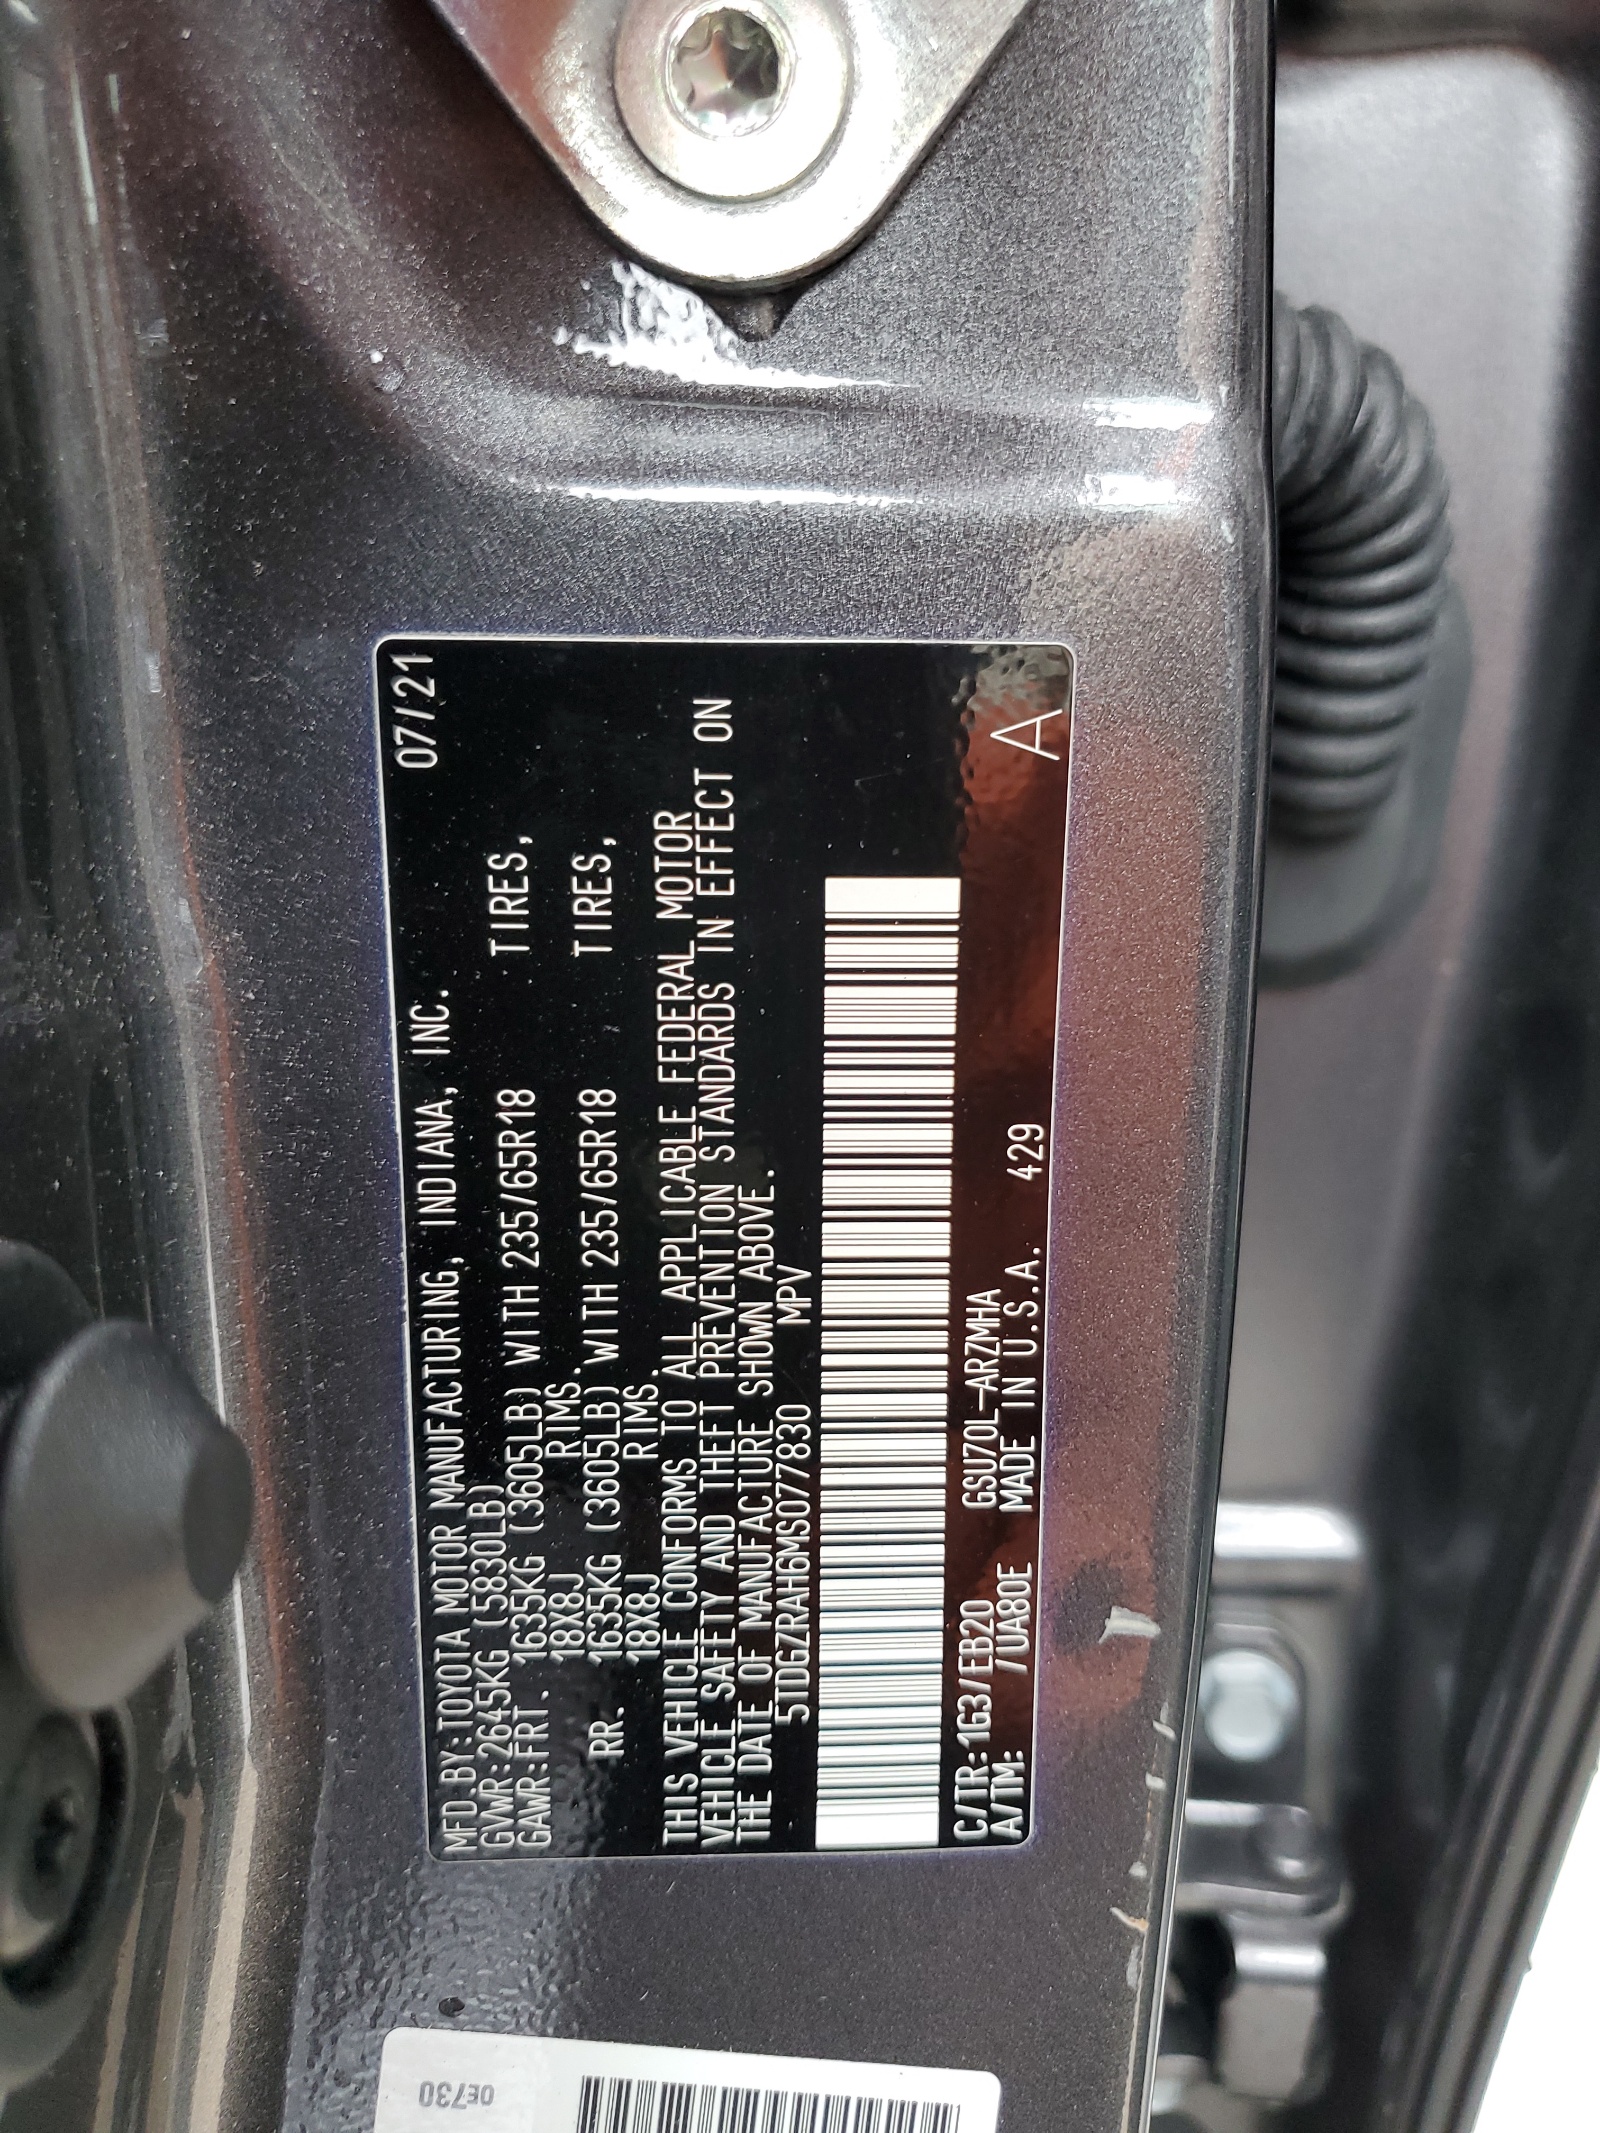 MFD.BY:TOYOTA MOTOR MANUFACTURING, INDIANA, INC. 07/21
GVWR:2645KG (5830LB)
GAWR:FRT. 1635KG (3605LB) WITH 235/65R18 TIRES,
18X8J RIMS.
RR. 1635KG (3605LB) WITH 235/65R18 TIRES,
18X8J RIMS.
THIS VEHICLE CONFORMS TO ALL APPLICABLE FEDERAL MOTOR
VEHICLE SAFETY AND THEFT PREVENTION STANDARDS IN EFFECT ON
THE DATE OF MANUFACTURE SHOWN ABOVE.
5TDGZRAH6MS077830 MPV
C/TR:1G3/EB20 GSU70L-ARZMHA
A/TM: /UA80E MADE IN U.S.A. 429 A
0E730